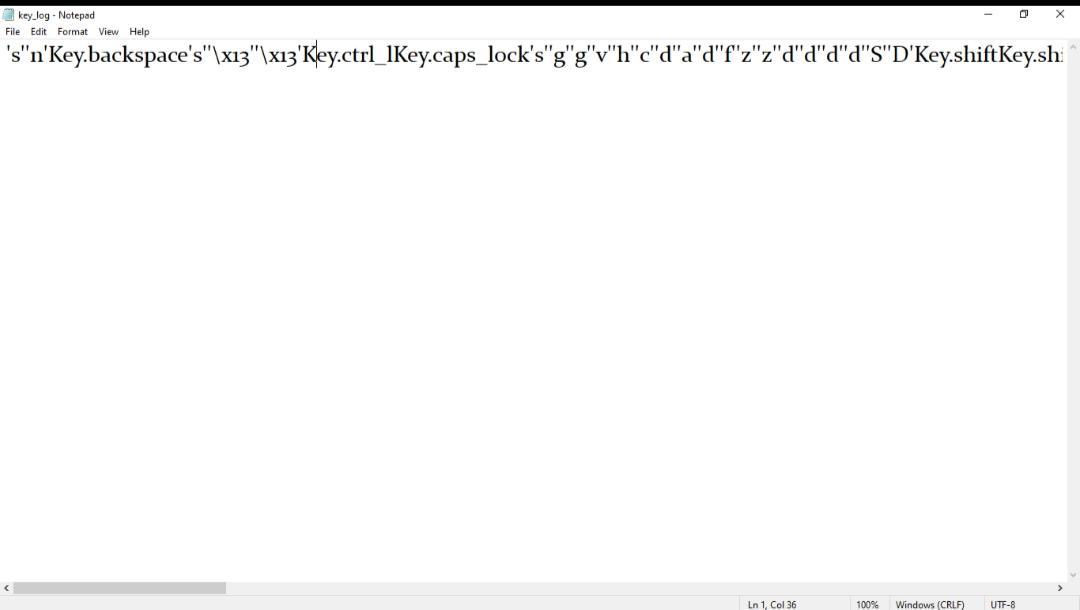 key_log - Notepad
File Edit Format View Help
's''n'Key.backspace's''\x13''\x13'Key.ctrl_lKey.caps_lock's''g''g''v''h''c''d''a''d''f''z''z''d''d''d''d''S''D'Key.shiftKey.shi
Ln 1, Col 36 100% Windows (CRLF) UTF-8